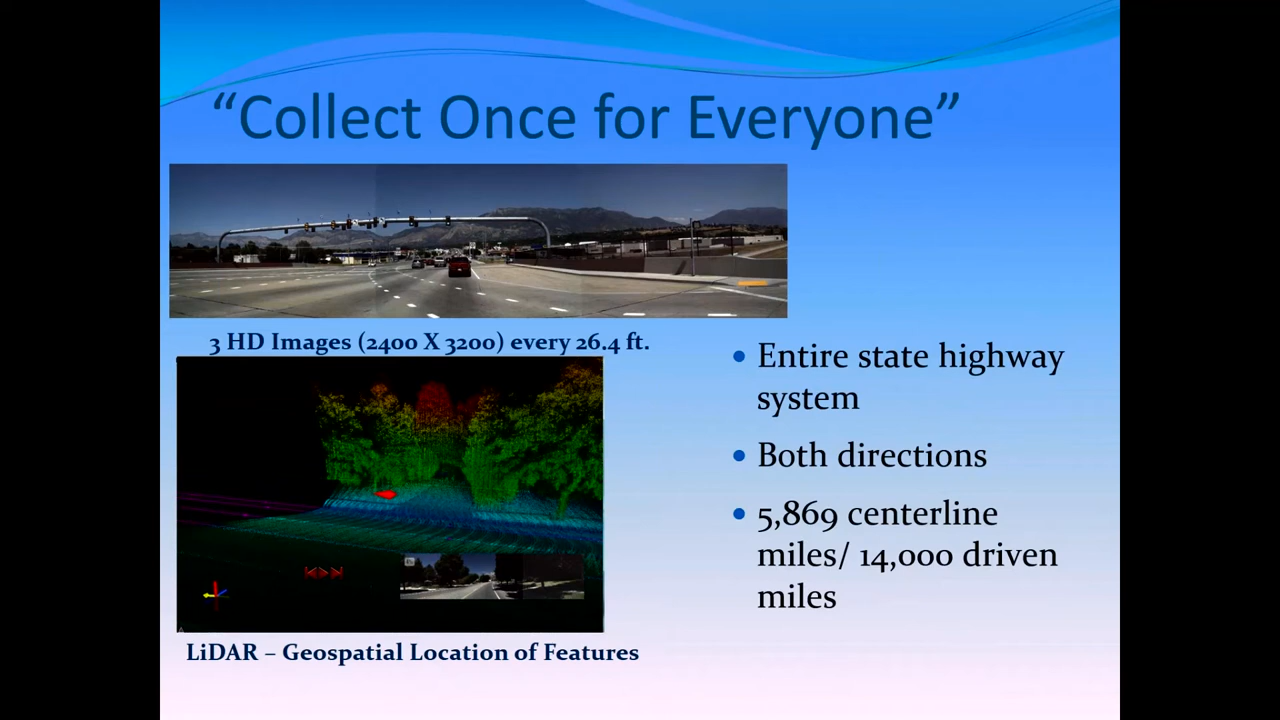 “Collect Once for Everyone”
3 HD Images (2400 X 3200) every 26.4 ft.
LiDAR – Geospatial Location of Features
• Entire state highway
system
• Both directions
• 5,869 centerline
miles/ 14,000 driven
miles